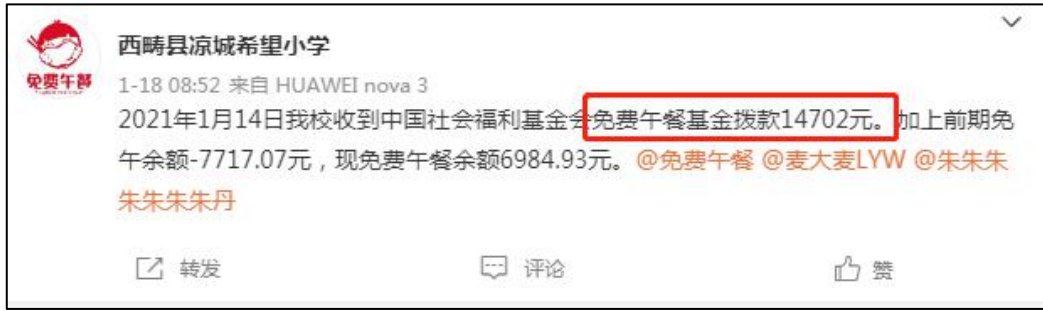 西畴县凉城希望小学
免费午餐
1-18 08:52 来自 HUAWEI nova 3
2021年1月14日我校收到中国社会福利基金会免费午餐基金拨款14702元。加上前期免
午余额-7717.07元，现免费午餐余额6984.93元。@免费午餐 @麦大麦LYW @朱朱朱
朱朱朱朱丹
转发
评论
赞